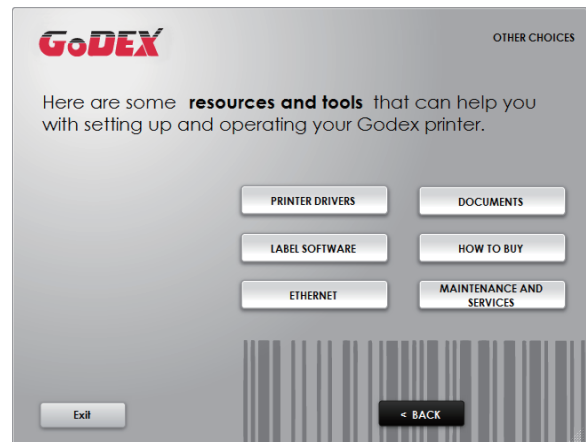 GoDEX
OTHER CHOICES
Here are some resources and tools that can help you
with setting up and operating your Godex printer.
PRINTER DRIVERS
DOCUMENTS
LABEL SOFTWARE
HOW TO BUY
ETHERNET
MAINTENANCE AND
SERVICES
Exit
< BACK